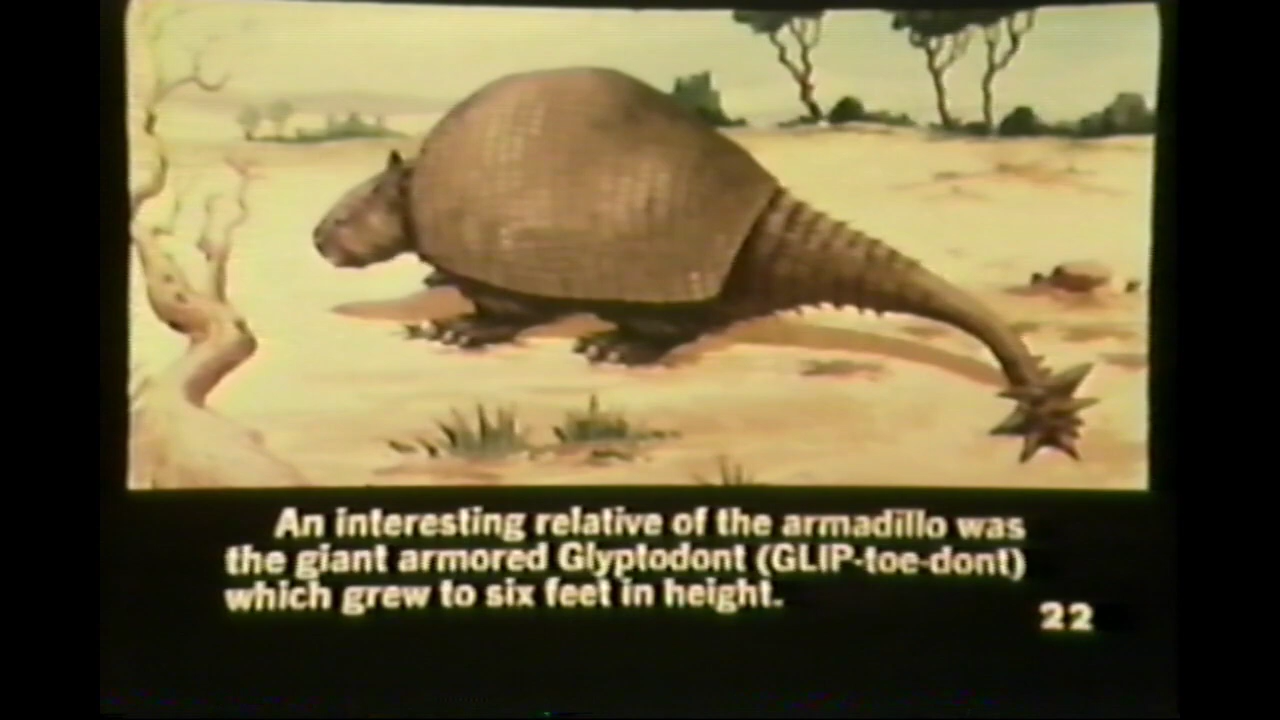 An interesting relative of the armadillo was
the giant armored Glyptodont (GLIP-toe-dont)
which grew to six feet in height.
22